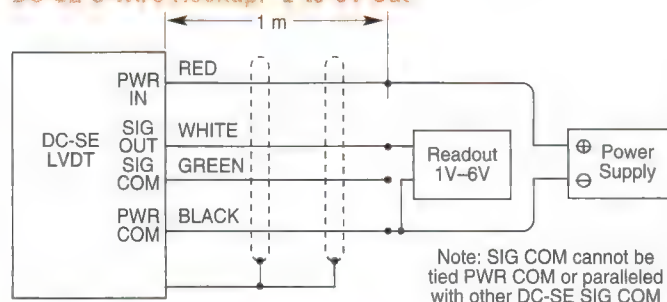 1 m
RED
PWR
IN
SIG
OUT
WHITE
DC-SE
LVDT
SIG
COM
GREEN
PWR
COM
BLACK
Readout
1V–6V
⊕ Power
⊖ Supply
Note: SIG COM cannot be
tied PWR COM or paralleled
with other DC-SE SIG COM